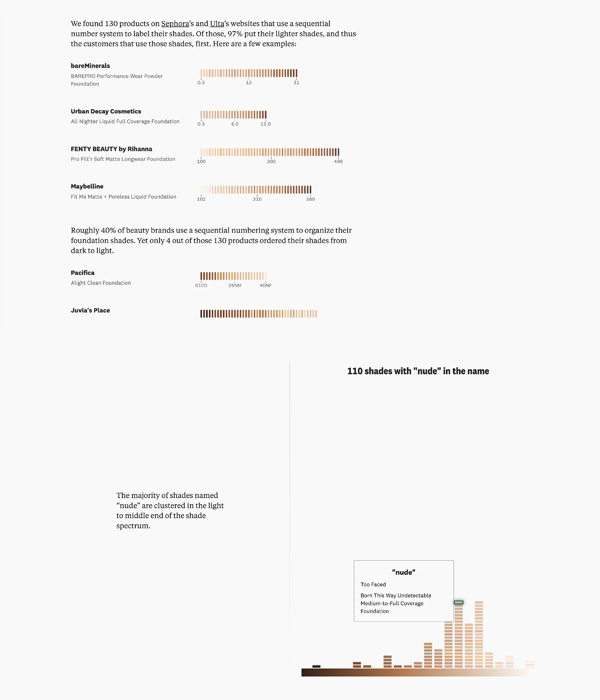 We found 130 products on Sephora's and Ulta's websites that use a sequential
number system to label their shades. Of those, 97% put their lighter shades, and thus
the customers that use those shades, first. Here are a few examples:
bareMinerals
BAREPRO Performance Wear Powder
Foundation
0.5 13 31
Urban Decay Cosmetics
All Nighter Liquid Full Coverage Foundation
0.5 6.0 12.0
FENTY BEAUTY by Rihanna
Pro Filt'r Soft Matte Longwear Foundation
100 300 498
Maybelline
Fit Me Matte + Poreless Liquid Foundation
102 310 380
Roughly 40% of beauty brands use a sequential numbering system to organize their
foundation shades. Yet only 4 out of those 130 products ordered their shades from
dark to light.
Pacifica
Alight Clean Foundation
01CD 28NM 40NF
Juvia's Place
110 shades with "nude" in the name
The majority of shades named
"nude" are clustered in the light
to middle end of the shade
spectrum.
"nude"
Too Faced
Born This Way Undetectable
Medium-to-Full Coverage
Foundation